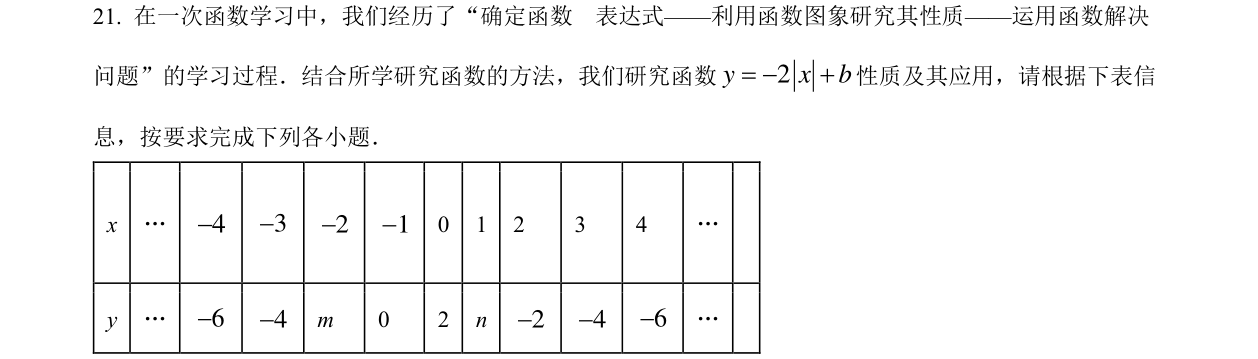 21. 在一次函数学习中，我们经历了“确定函数 表达式——利用函数图象研究其性质——运用函数解决
问题”的学习过程．结合所学研究函数的方法，我们研究函数 y = −2|x| + b 性质及其应用，请根据下表信
息，按要求完成下列各小题．
x … −4 −3 −2 −1 0 1 2 3 4 …
y … −6 −4 m 0 2 n −2 −4 −6 …